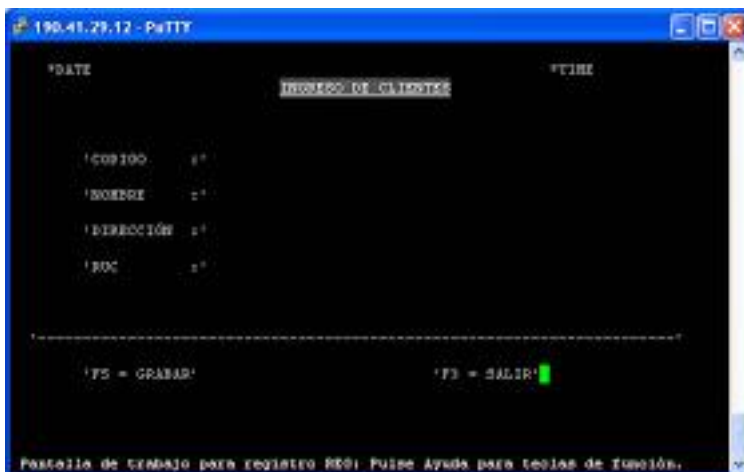 190.41.29.12 - PuTTY
*DATE *TIME
INGRESO DE CLIENTES
'CODIGO :'
'NOMBRE :'
'DIRECCIÓN :'
'RUC :'
'--------------------------------------------------------------------------'
'F5 = GRABAR' 'F3 = SALIR'
Pantalla de trabajo para registro REG: Pulse Ayuda para teclas de función.